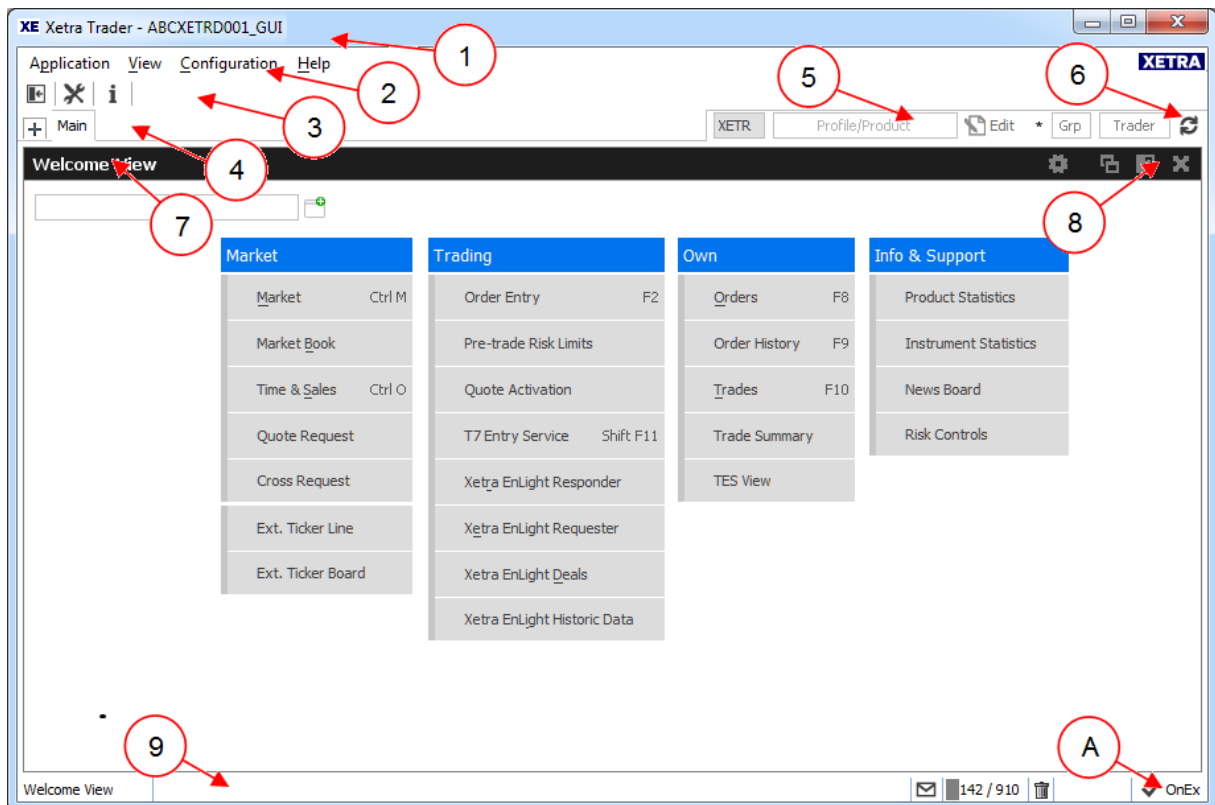 XE Xetra Trader - ABCXETRD001_GUI
1
Application View Configuration Help
XETRA
2
5
6
3
Main
XETR Profile/Product Edit * Grp Trader
4
Welcome View
7
8
Market
Market Ctrl M
Market Book
Time & Sales Ctrl O
Quote Request
Cross Request
Ext. Ticker Line
Ext. Ticker Board
Trading
Order Entry F2
Pre-trade Risk Limits
Quote Activation
T7 Entry Service Shift F11
Xetra EnLight Responder
Xetra EnLight Requester
Xetra EnLight Deals
Xetra EnLight Historic Data
Own
Orders F8
Order History F9
Trades F10
Trade Summary
TES View
Info & Support
Product Statistics
Instrument Statistics
News Board
Risk Controls
9
A
Welcome View
142 / 910
OnEx